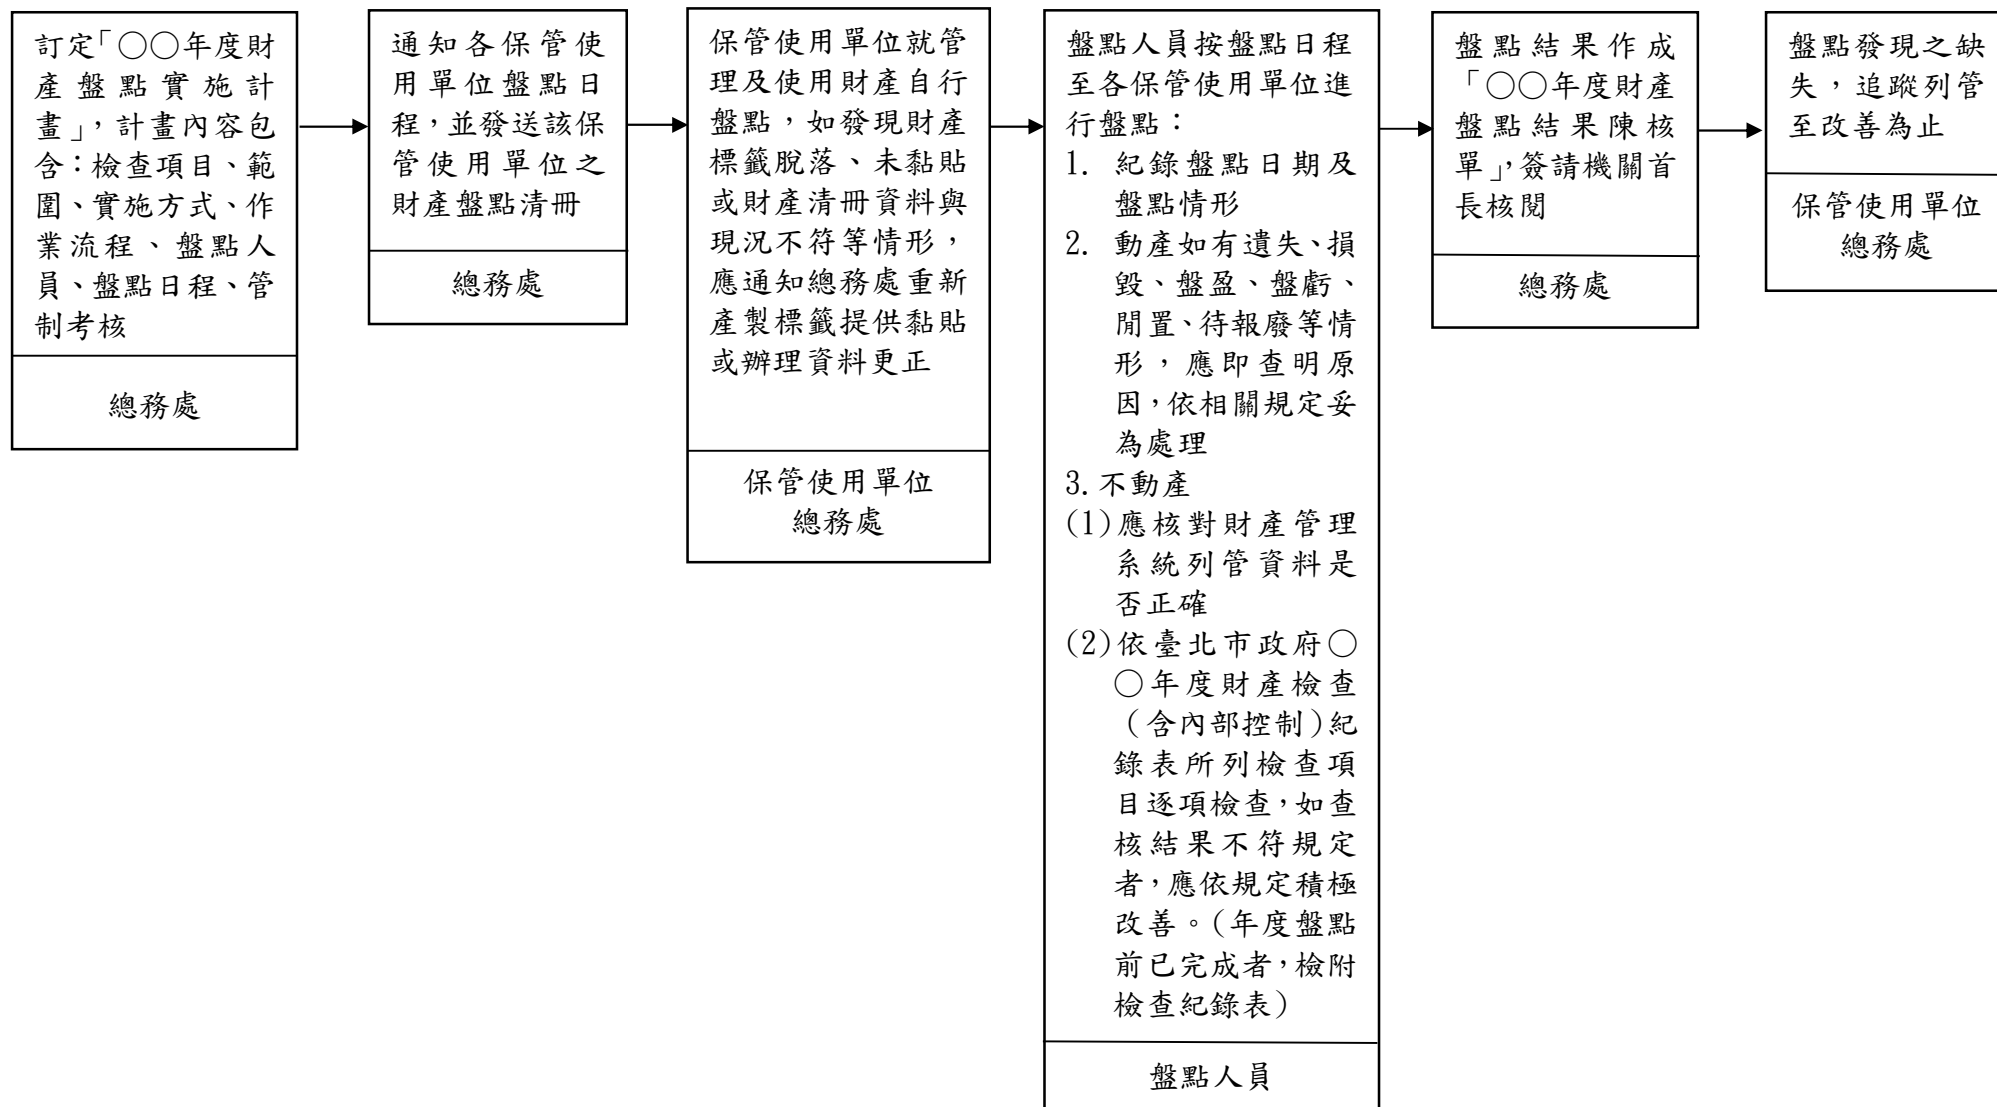 訂定「○○年度財
產盤點實施計
畫」，計畫內容包
含：檢查項目、範
圍、實施方式、作
業流程、盤點人
員、盤點日程、管
制考核
總務處
通知各保管使
用單位盤點日
程，並發送該保
管使用單位之
財產盤點清冊
總務處
保管使用單位就管
理及使用財產自行
盤點，如發現財產
標籤脫落、未黏貼
或財產清冊資料與
現況不符等情形，
應通知總務處重新
產製標籤提供黏貼
或辦理資料更正
保管使用單位
總務處
盤點人員按盤點日程
至各保管使用單位進
行盤點：
1. 紀錄盤點日期及
盤點情形
2. 動產如有遺失、損
毀、盤盈、盤虧、
閒置、待報廢等情
形，應即查明原
因，依相關規定妥
為處理
3.不動產
(1)應核對財產管理
系統列管資料是
否正確
(2)依臺北市政府○
○年度財產檢查
（含內部控制）紀
錄表所列檢查項
目逐項檢查，如查
核結果不符規定
者，應依規定積極
改善。（年度盤點
前已完成者，檢附
檢查紀錄表）
盤點人員
盤點結果作成
「○○年度財產
盤點結果陳核
單」，簽請機關首
長核閱
總務處
盤點發現之缺
失，追蹤列管
至改善為止
保管使用單位
總務處